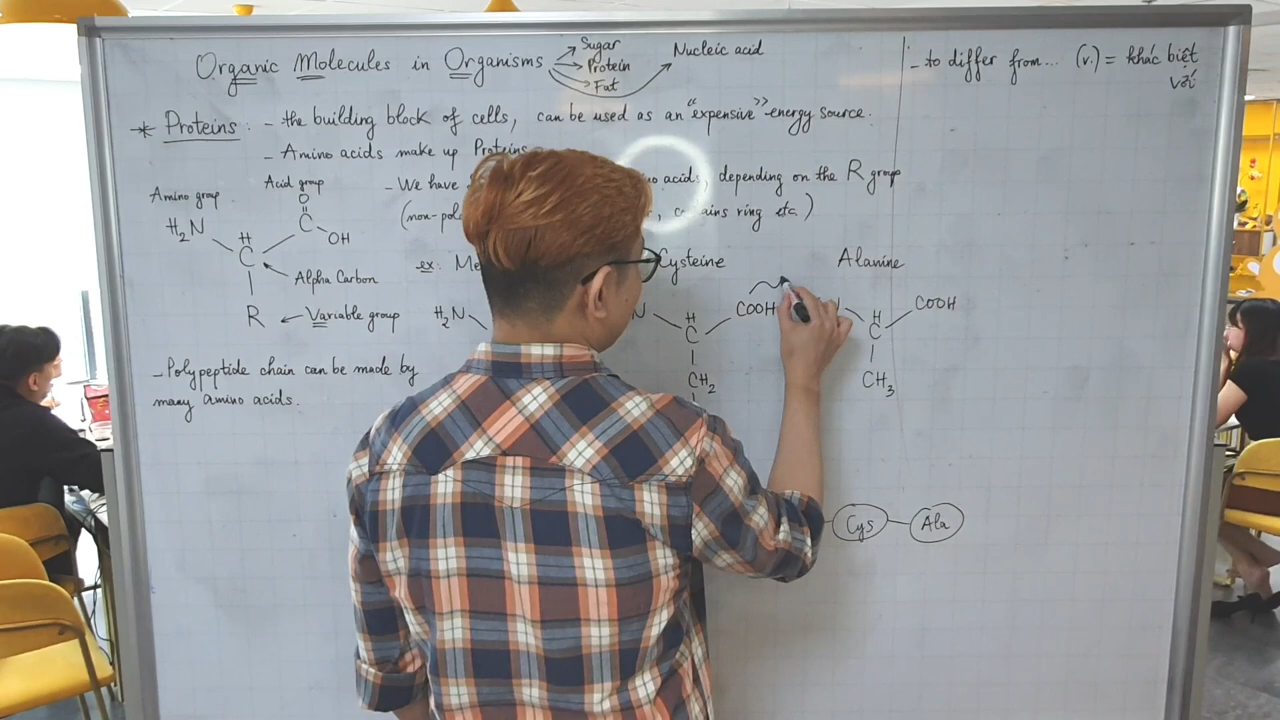 Organic Molecules in Organisms
Sugar
Protein
Fat
Nucleic acid
- to differ from... (v.) = khác biệt
với
* Proteins: - the building block of cells, can be used as an "expensive" energy source.
- Amino acids make up Proteins
- We have acids, depending on the R group
(non- ring etc.)
Amino group
Acid group
O
H₂N
C
OH
H
C
Alpha Carbon
R
Variable group
ex:
Cysteine
Alanine
H₂N
N
H
C
COOH
CH₂
H
C
COOH
CH₃
- Polypeptide chain can be made by
many amino acids.
Cys
Ala